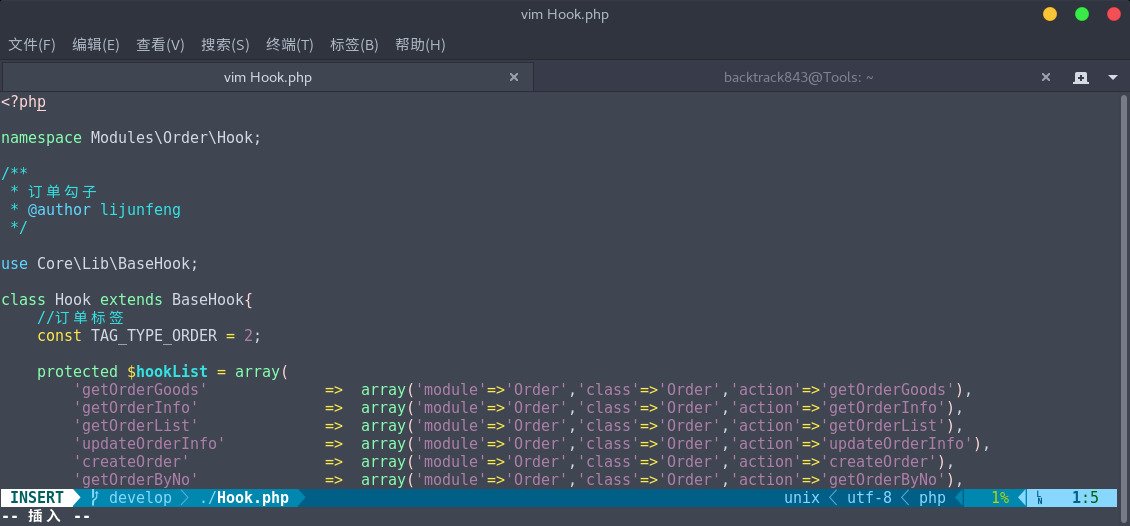 vim Hook.php
文件(F) 编辑(E) 查看(V) 搜索(S) 终端(T) 标签(B) 帮助(H)
vim Hook.php × backtrack843@Tools: ~ ×
<?php
namespace Modules\Order\Hook;
/**
 * 订单勾子
 * @author lijunfeng
 */
use Core\Lib\BaseHook;
class Hook extends BaseHook{
    //订单标签
    const TAG_TYPE_ORDER = 2;
    protected $hookList = array(
        'getOrderGoods'             =>  array('module'=>'Order','class'=>'Order','action'=>'getOrderGoods'),
        'getOrderInfo'              =>  array('module'=>'Order','class'=>'Order','action'=>'getOrderInfo'),
        'getOrderList'              =>  array('module'=>'Order','class'=>'Order','action'=>'getOrderList'),
        'updateOrderInfo'           =>  array('module'=>'Order','class'=>'Order','action'=>'updateOrderInfo'),
        'createOrder'               =>  array('module'=>'Order','class'=>'Order','action'=>'createOrder'),
        'getOrderByNo'              =>  array('module'=>'Order','class'=>'Order','action'=>'getOrderByNo'),
INSERT develop ./Hook.php unix utf-8 php 1% 1:5
-- 插入 --